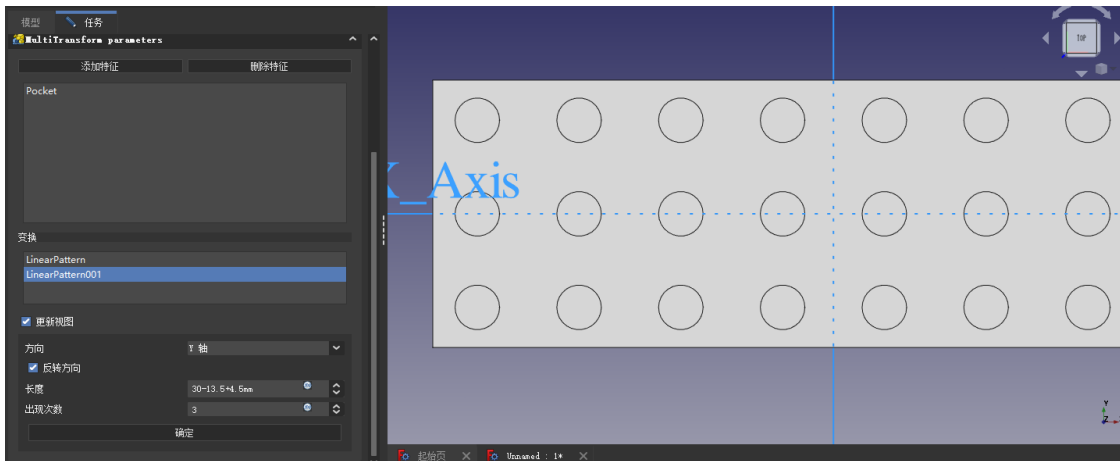 模型 任务
MultiTransform parameters
添加特征 删除特征
Pocket
变换
LinearPattern
LinearPattern001
更新视图
方向 Y 轴
反转方向
长度 30-13.5+4.5mm
出现次数 3
确定
TOP
X_Axis
Y
Z
起始页 Unnamed : 1*